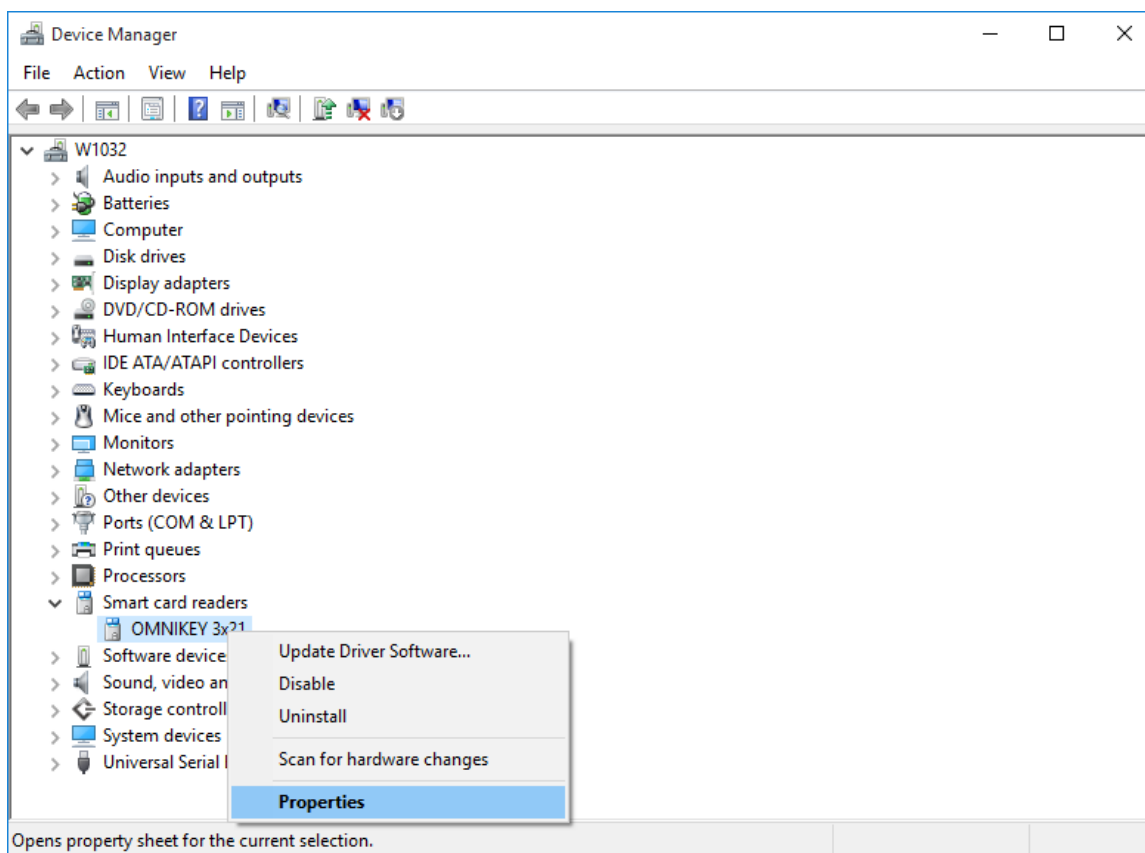 Device Manager
File Action View Help
W1032
Audio inputs and outputs
Batteries
Computer
Disk drives
Display adapters
DVD/CD-ROM drives
Human Interface Devices
IDE ATA/ATAPI controllers
Keyboards
Mice and other pointing devices
Monitors
Network adapters
Other devices
Ports (COM & LPT)
Print queues
Processors
Smart card readers
OMNIKEY 3x21
Software device
Sound, video an
Storage controll
System devices
Universal Serial
Update Driver Software...
Disable
Uninstall
Scan for hardware changes
Properties
Opens property sheet for the current selection.